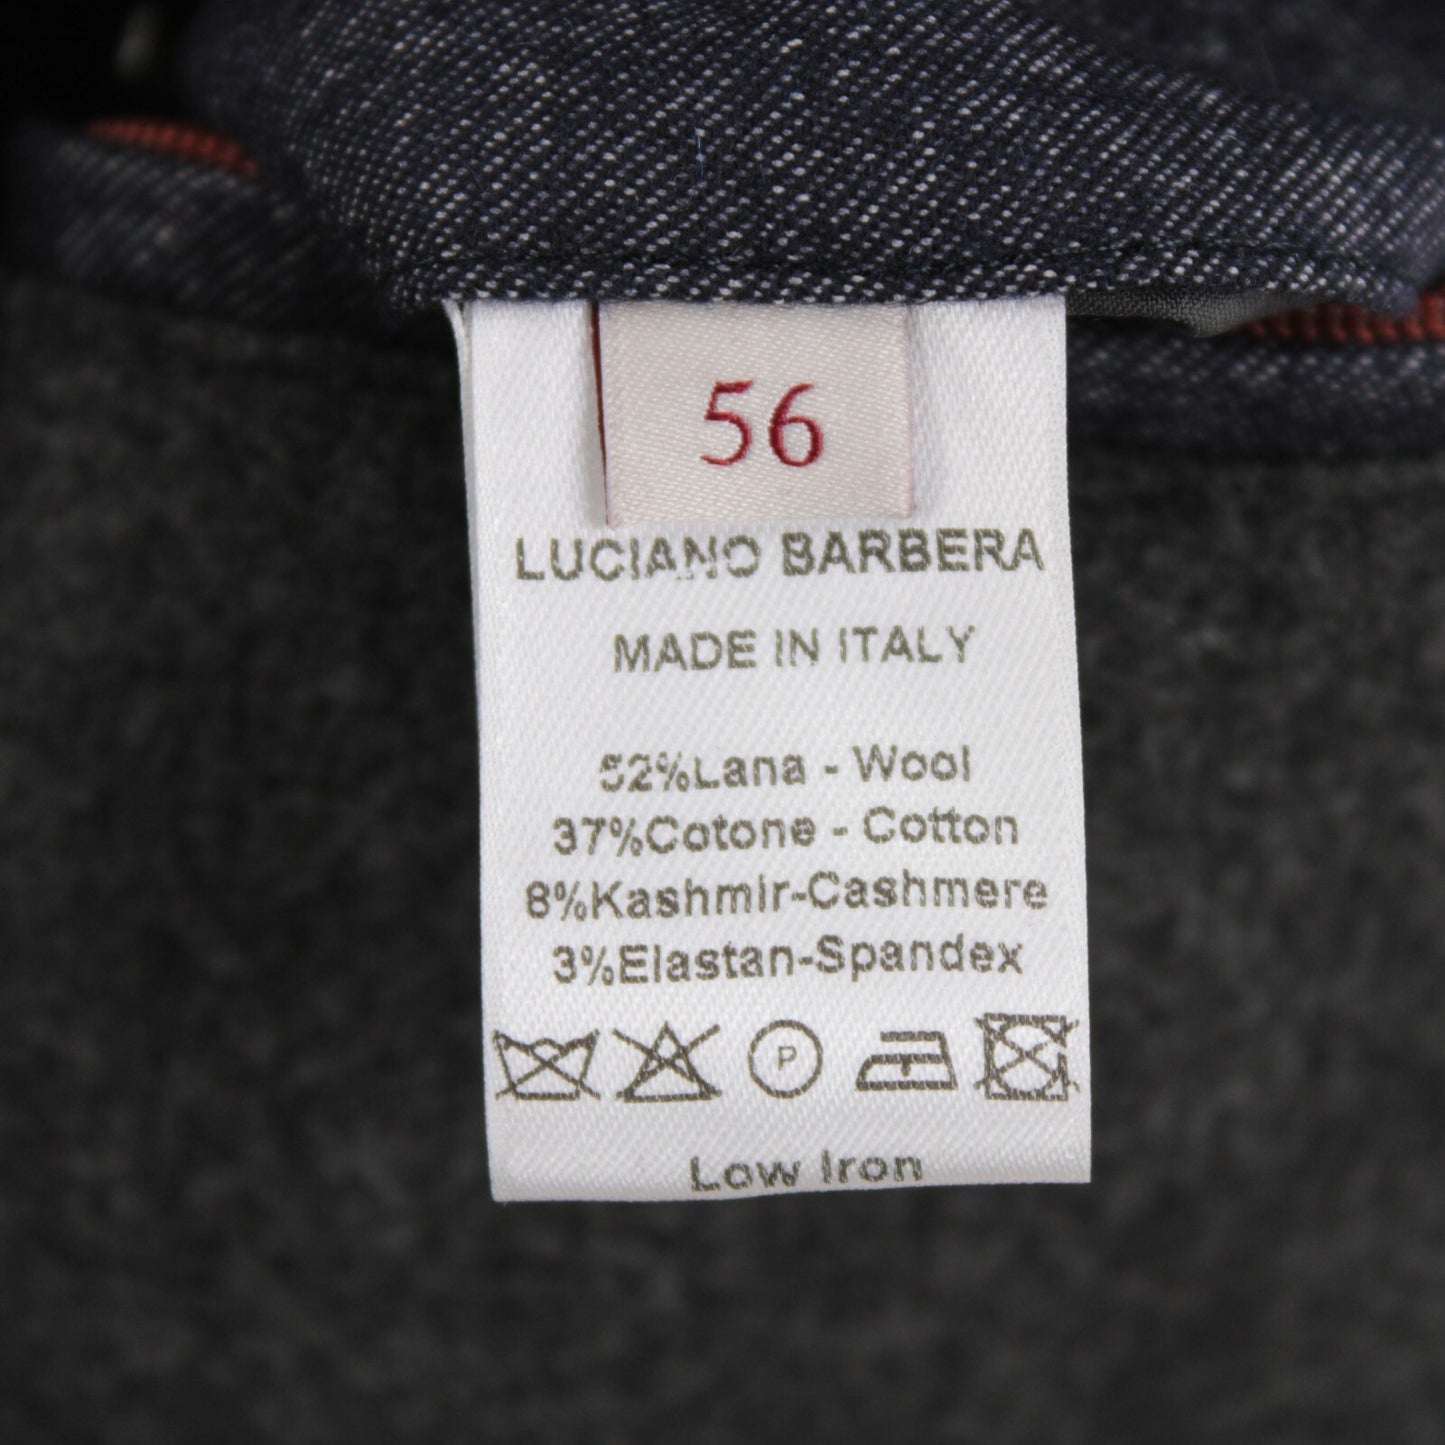 56
LUCIANO BARBERA
MADE IN ITALY
52%Lana - Wool
37%Cotone - Cotton
8%Kashmir-Cashmere
3%Elastan-Spandex
P
Low Iron